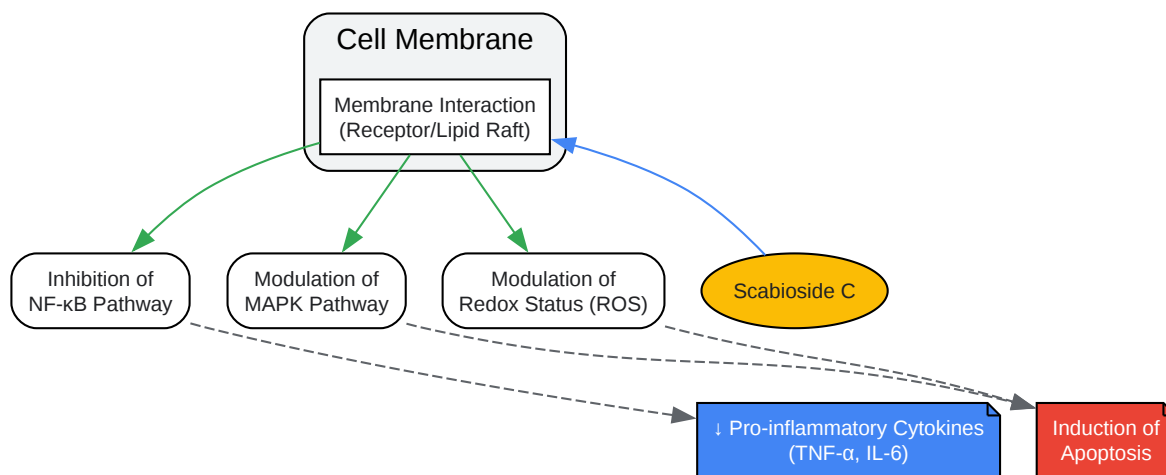 Cell Membrane
Membrane Interaction
(Receptor/Lipid Raft)
Inhibition of
NF-κB Pathway
Modulation of
MAPK Pathway
Modulation of
Redox Status (ROS)
Scabioside C
↓ Pro-inflammatory Cytokines
(TNF-α, IL-6)
Induction of
Apoptosis